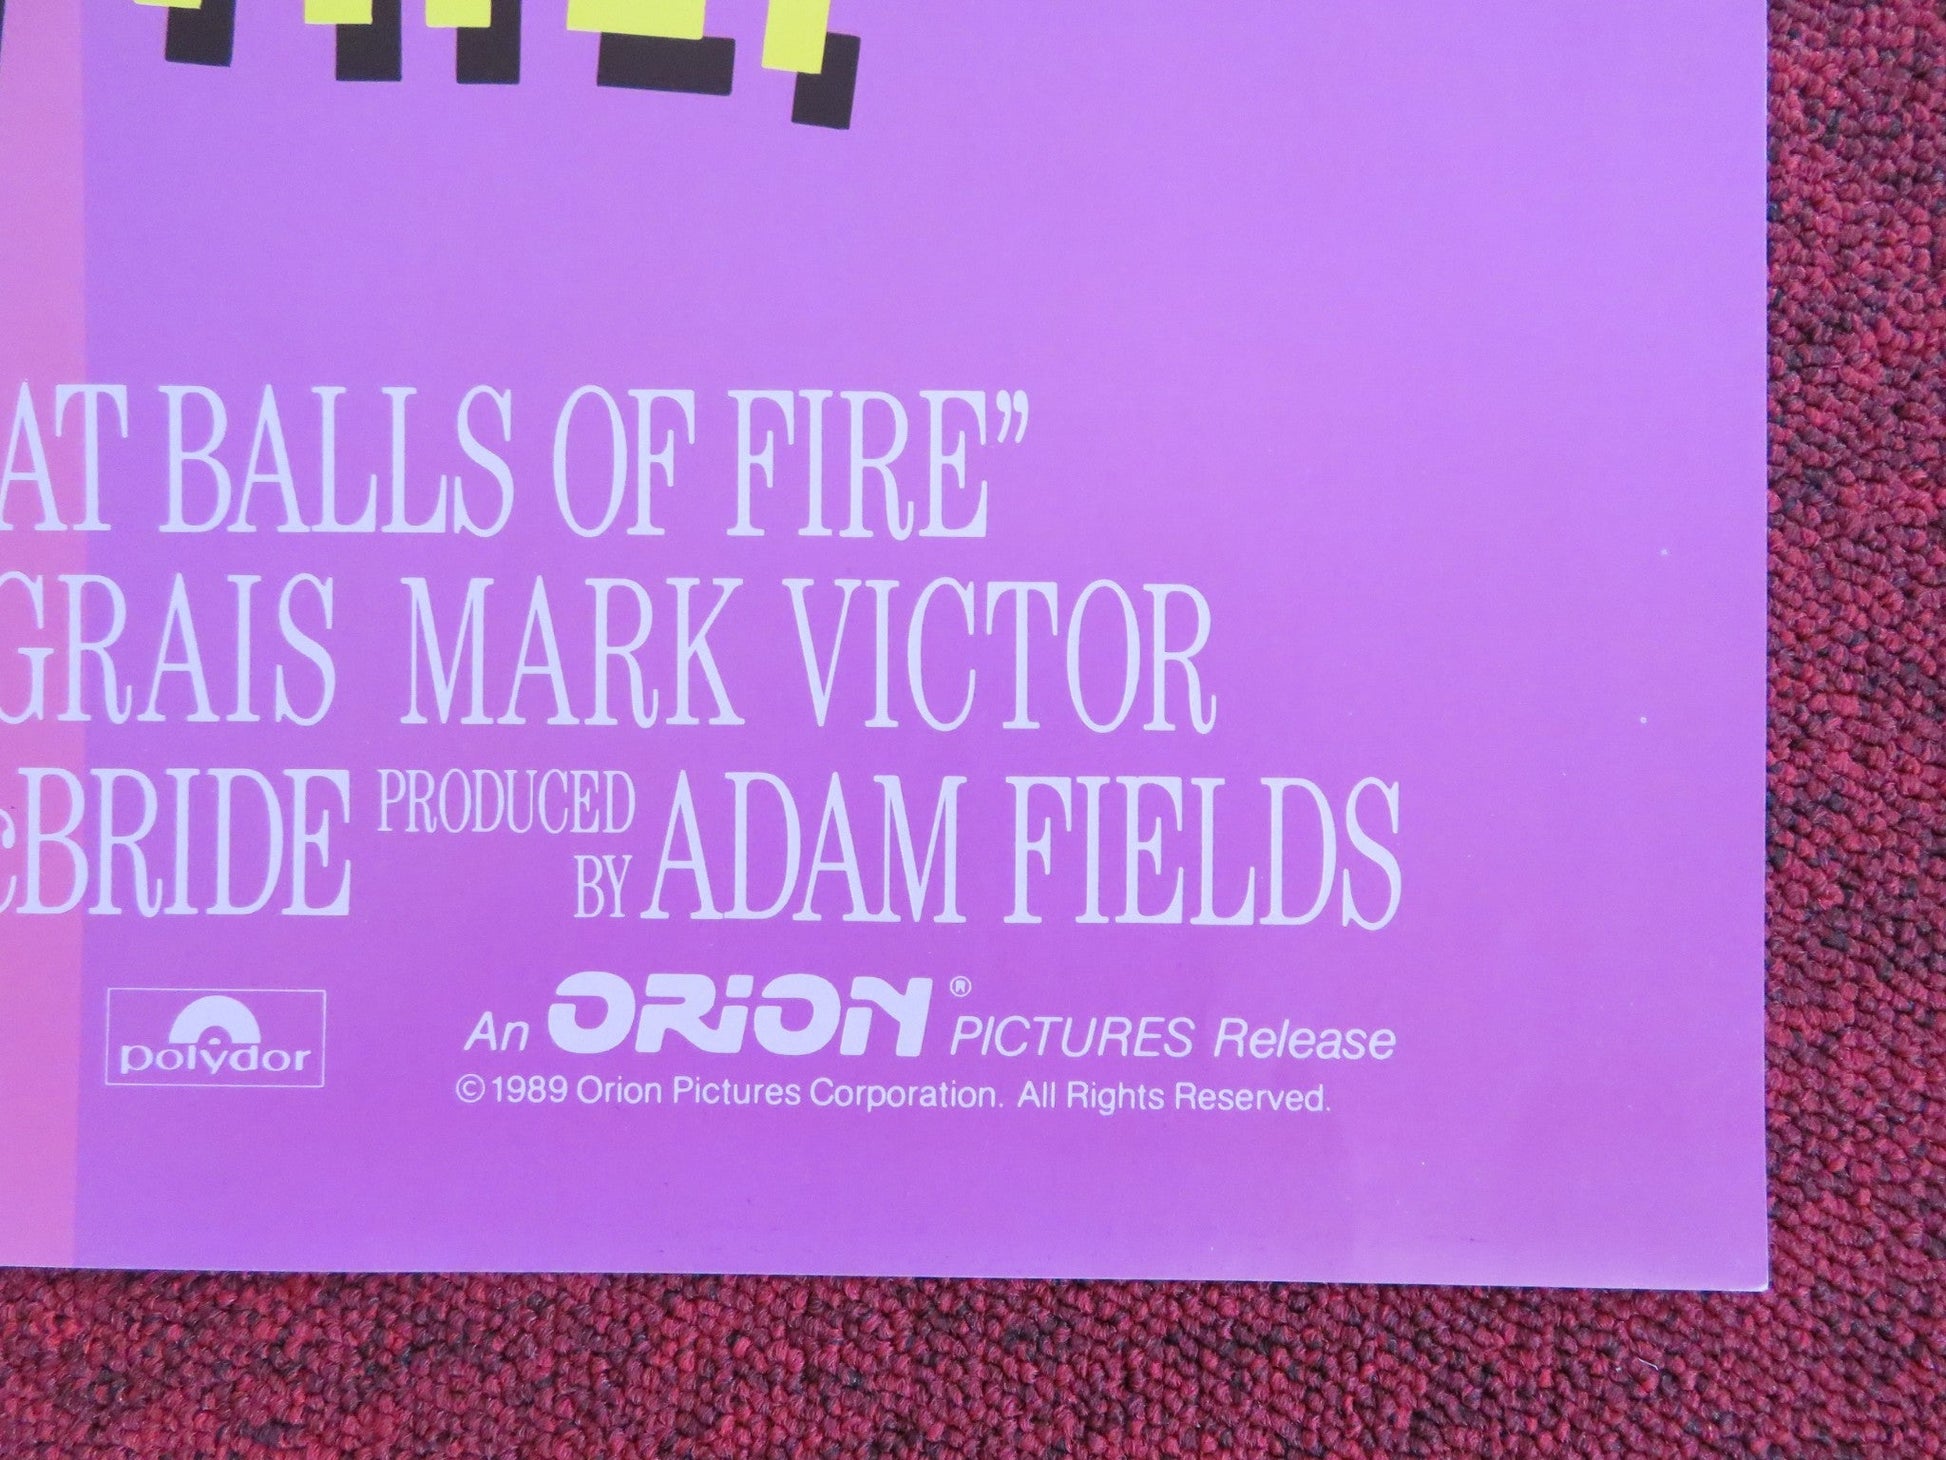 AT BALLS OF FIRE”
GRAIS MARK VICTOR
cBRIDE PRODUCED BY ADAM FIELDS
polydor
An ORiON ® PICTURES Release
© 1989 Orion Pictures Corporation. All Rights Reserved.